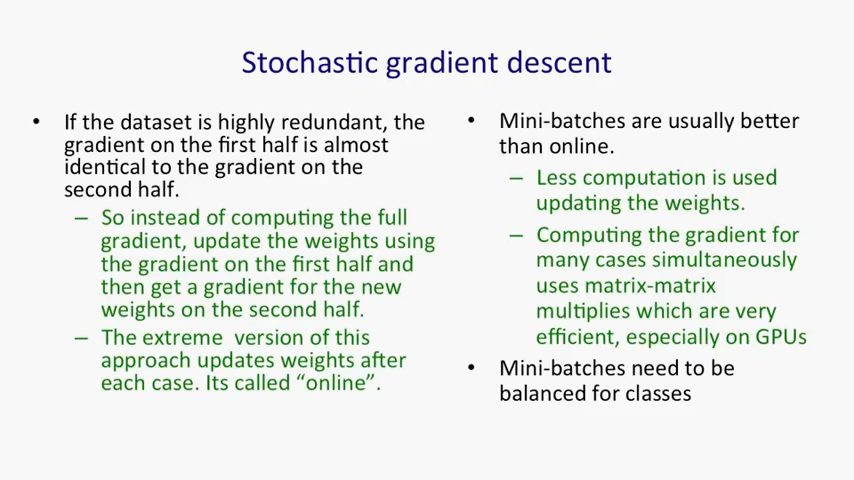 Stochastic gradient descent
• If the dataset is highly redundant, the
gradient on the first half is almost
identical to the gradient on the
second half.
– So instead of computing the full
gradient, update the weights using
the gradient on the first half and
then get a gradient for the new
weights on the second half.
– The extreme version of this
approach updates weights after
each case. Its called “online”.
• Mini-batches are usually better
than online.
– Less computation is used
updating the weights.
– Computing the gradient for
many cases simultaneously
uses matrix-matrix
multiplies which are very
efficient, especially on GPUs
• Mini-batches need to be
balanced for classes